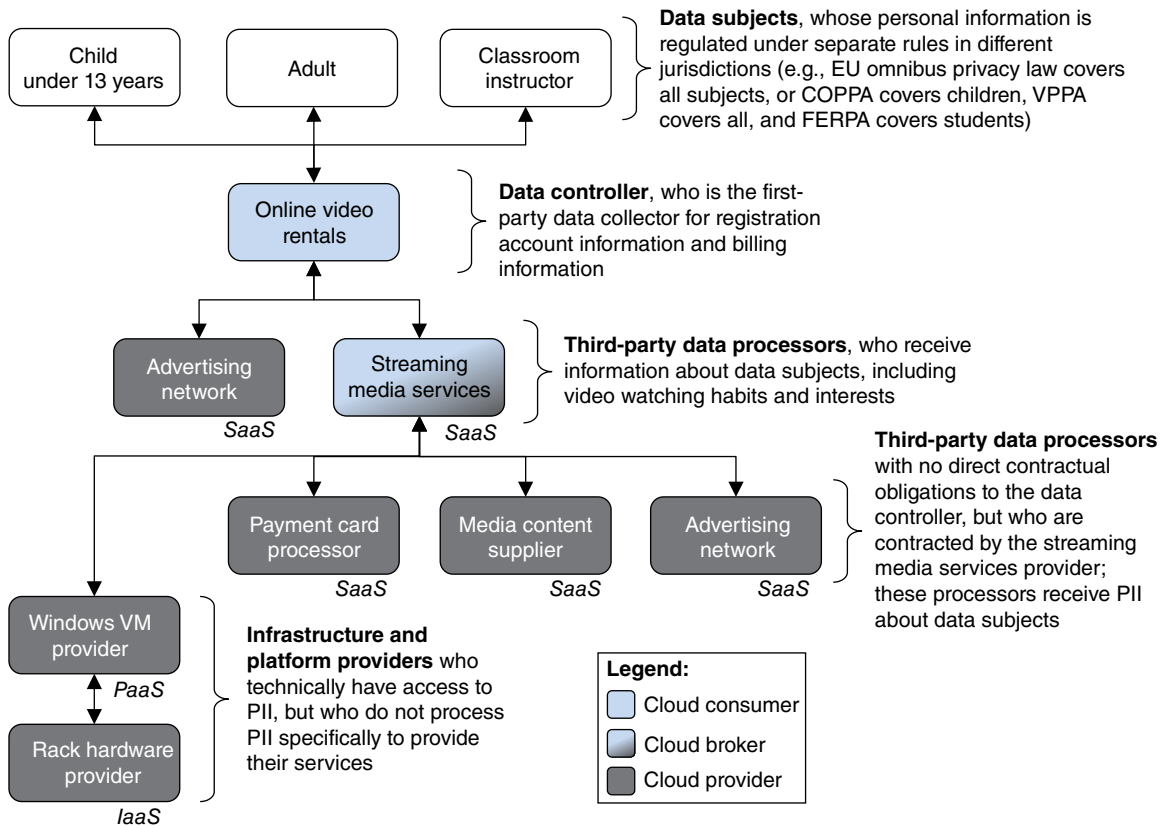 Child
under 13 years
Adult
Classroom
instructor
Data subjects, whose personal information is
regulated under separate rules in different
jurisdictions (e.g., EU omnibus privacy law covers
all subjects, or COPPA covers children, VPPA
covers all, and FERPA covers students)
Online video
rentals
Data controller, who is the first-
party data collector for registration
account information and billing
information
Advertising
network
SaaS
Streaming
media services
SaaS
Third-party data processors, who receive
information about data subjects, including
video watching habits and interests
Payment card
processor
SaaS
Media content
supplier
SaaS
Advertising
network
SaaS
Third-party data processors
with no direct contractual
obligations to the data
controller, but who are
contracted by the streaming
media services provider;
these processors receive PII
about data subjects
Windows VM
provider
PaaS
Rack hardware
provider
IaaS
Infrastructure and
platform providers who
technically have access to
PII, but who do not process
PII specifically to provide
their services
Legend:
Cloud consumer
Cloud broker
Cloud provider